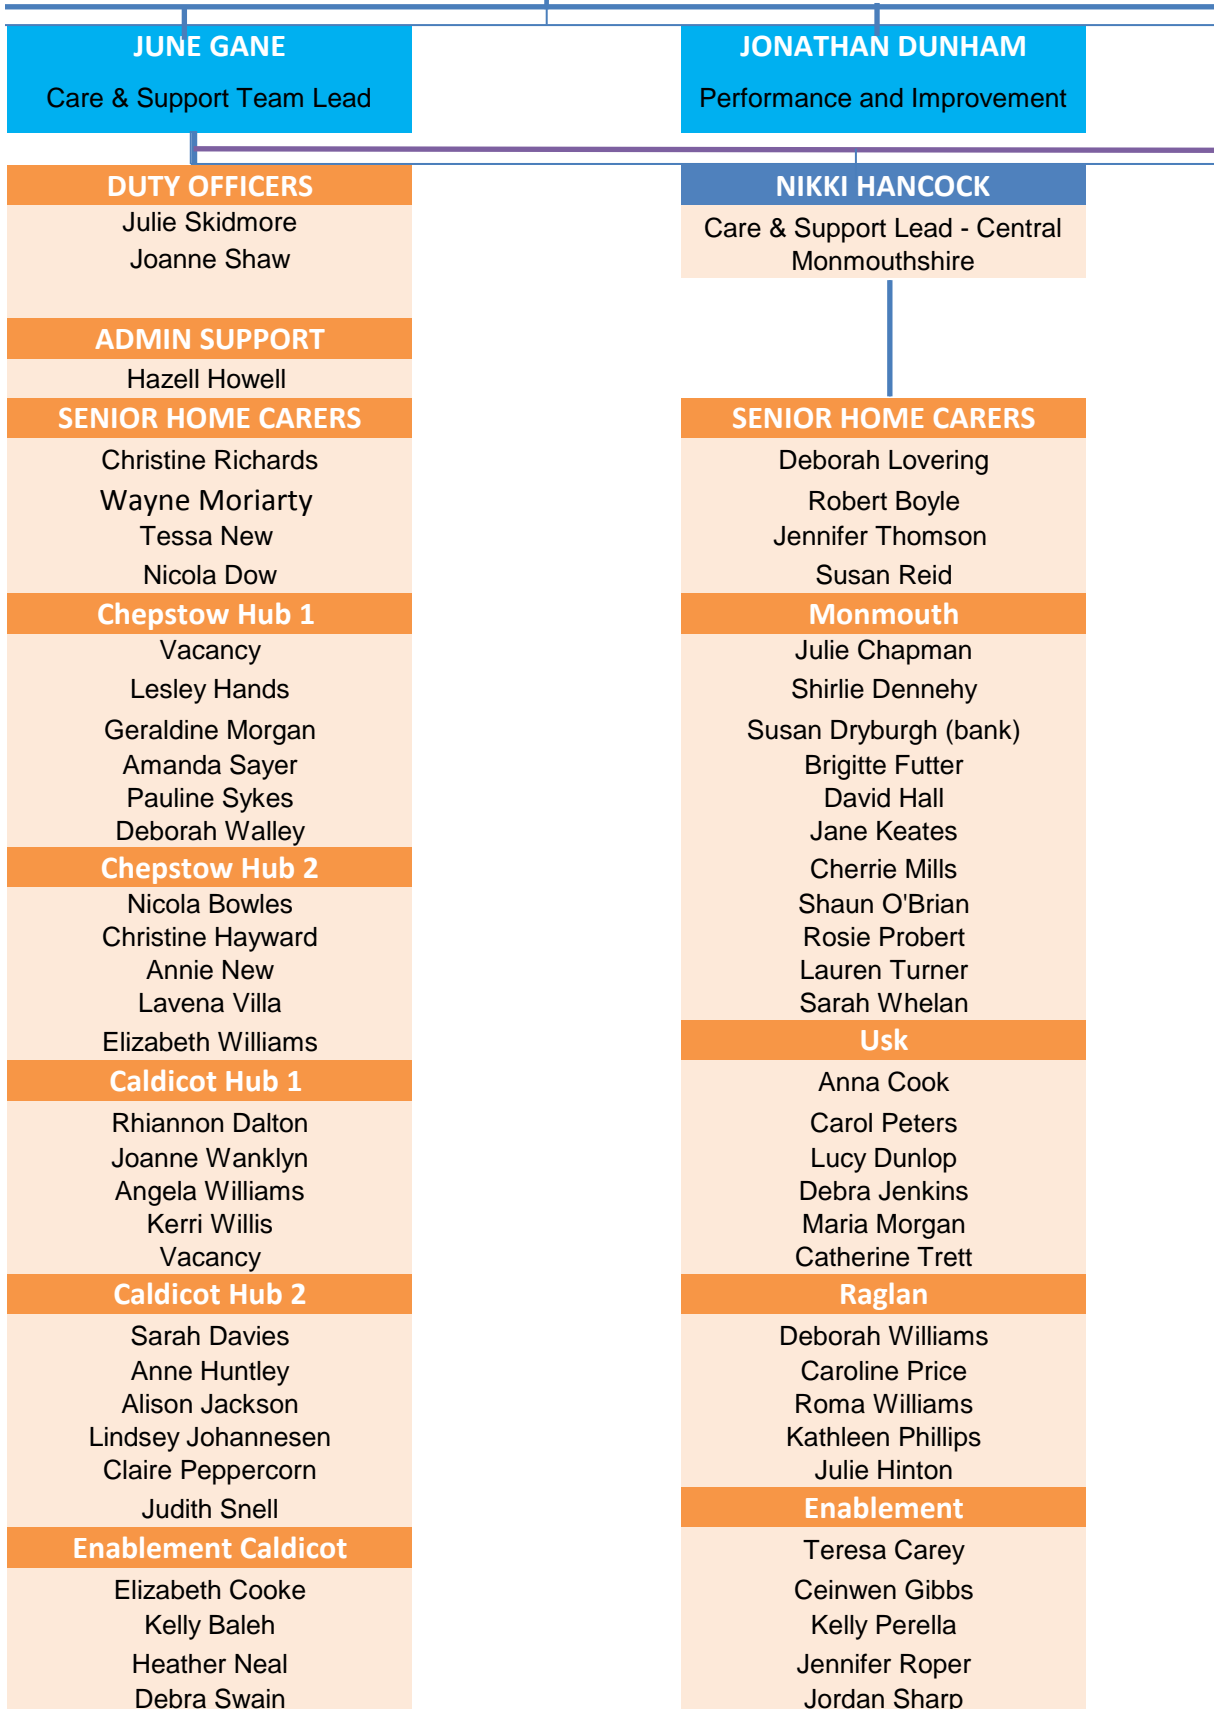 JUNE GANE
Care & Support Team Lead
DUTY OFFICERS
Julie Skidmore
Joanne Shaw
ADMIN SUPPORT
Hazell Howell
SENIOR HOME CARERS
Christine Richards
Wayne Moriarty
Tessa New
Nicola Dow
Chepstow Hub 1
Vacancy
Lesley Hands
Geraldine Morgan
Amanda Sayer
Pauline Sykes
Deborah Walley
Chepstow Hub 2
Nicola Bowles
Christine Hayward
Annie New
Lavena Villa
Elizabeth Williams
Caldicot Hub 1
Rhiannon Dalton
Joanne Wanklyn
Angela Williams
Kerri Willis
Vacancy
Caldicot Hub 2
Sarah Davies
Anne Huntley
Alison Jackson
Lindsey Johannesen
Claire Peppercorn
Judith Snell
Enablement Caldicot
Elizabeth Cooke
Kelly Baleh
Heather Neal
Debra Swain
JONATHAN DUNHAM
Performance and Improvement
NIKKI HANCOCK
Care & Support Lead - Central
Monmouthshire
SENIOR HOME CARERS
Deborah Lovering
Robert Boyle
Jennifer Thomson
Susan Reid
Monmouth
Julie Chapman
Shirlie Dennehy
Susan Dryburgh (bank)
Brigitte Futter
David Hall
Jane Keates
Cherrie Mills
Shaun O'Brian
Rosie Probert
Lauren Turner
Sarah Whelan
Usk
Anna Cook
Carol Peters
Lucy Dunlop
Debra Jenkins
Maria Morgan
Catherine Trett
Raglan
Deborah Williams
Caroline Price
Roma Williams
Kathleen Phillips
Julie Hinton
Enablement
Teresa Carey
Ceinwen Gibbs
Kelly Perella
Jennifer Roper
Jordan Sharp